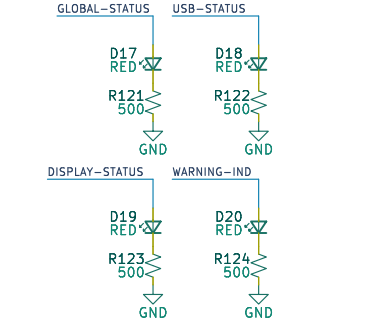 GLOBAL-STATUS
USB-STATUS
D17
RED
D18
RED
R121
500
R122
500
GND
GND
DISPLAY-STATUS
WARNING-IND
D19
RED
D20
RED
R123
500
R124
500
GND
GND